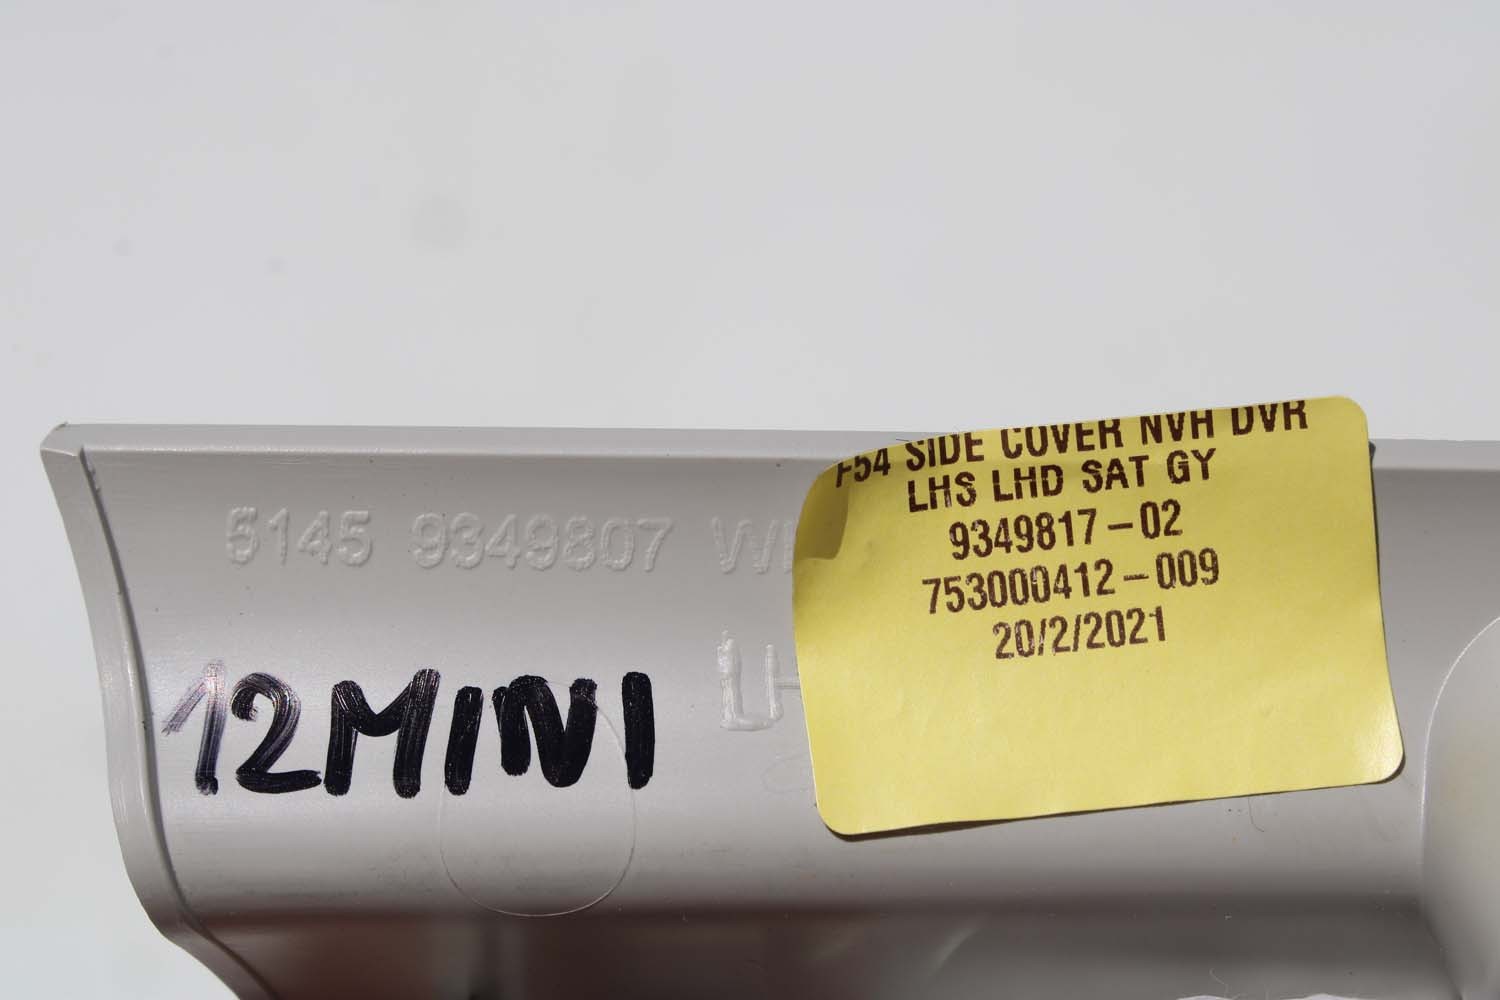 F54 SIDE COVER NVH DVR
LHS LHD SAT GY
9349817-02
753000412-009
20/2/2021
5145 9349807
12MINI